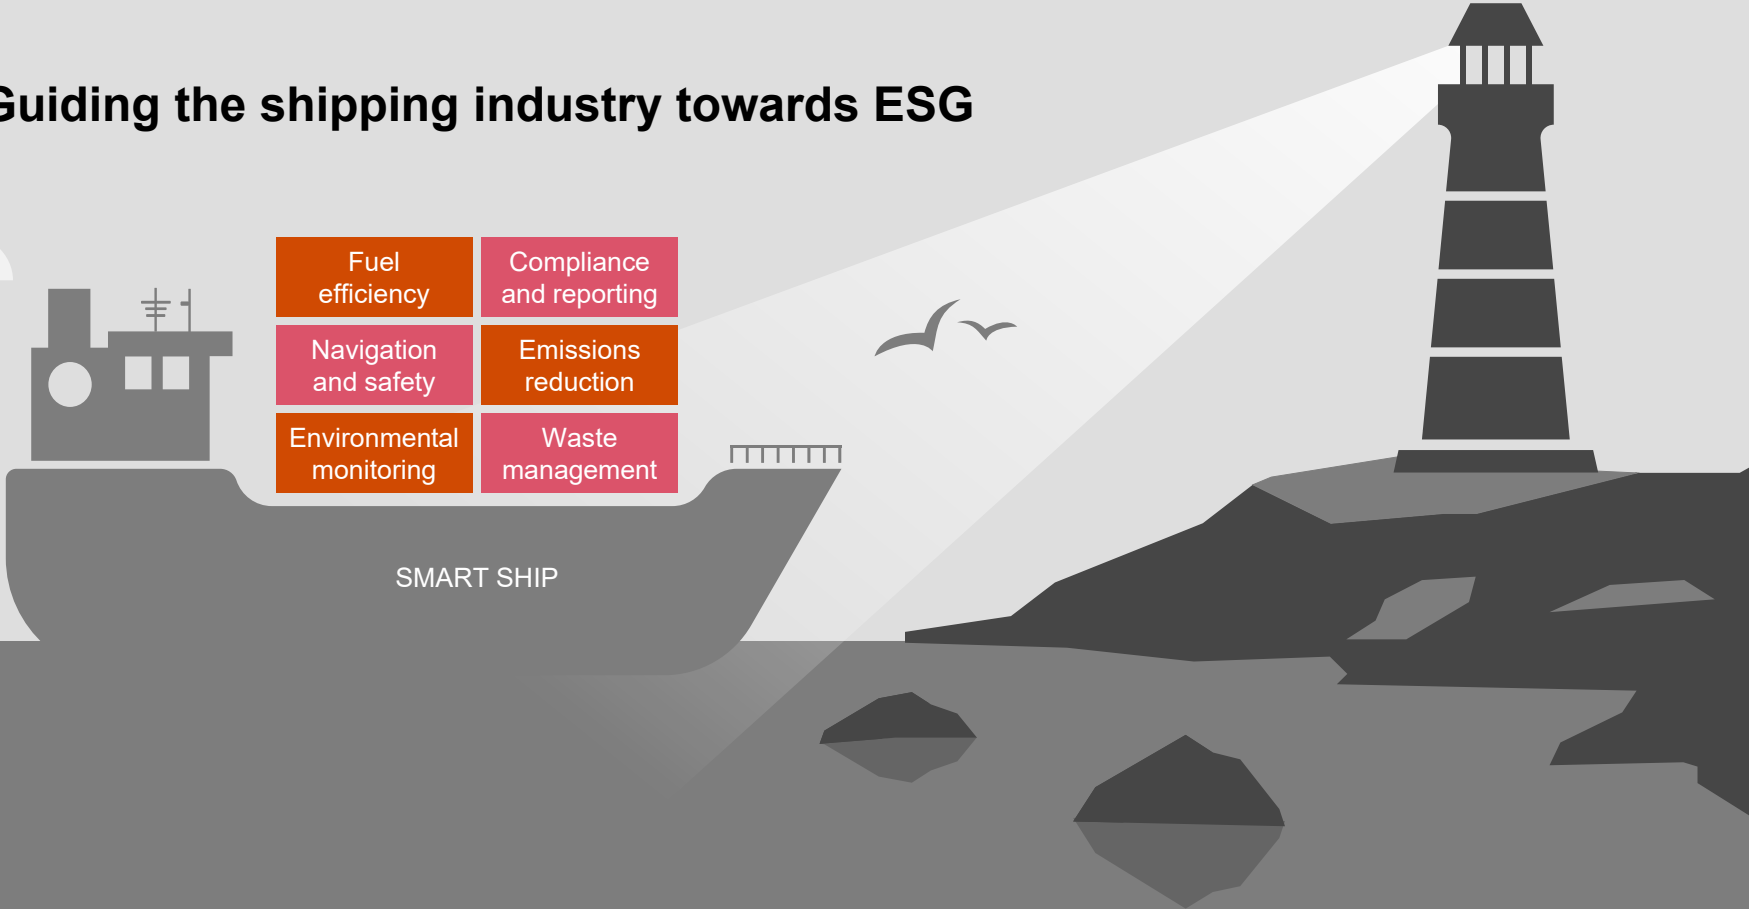 Guiding the shipping industry towards ESG
Fuel
efficiency
Compliance
and reporting
Navigation
and safety
Emissions
reduction
Environmental
monitoring
Waste
management
SMART SHIP